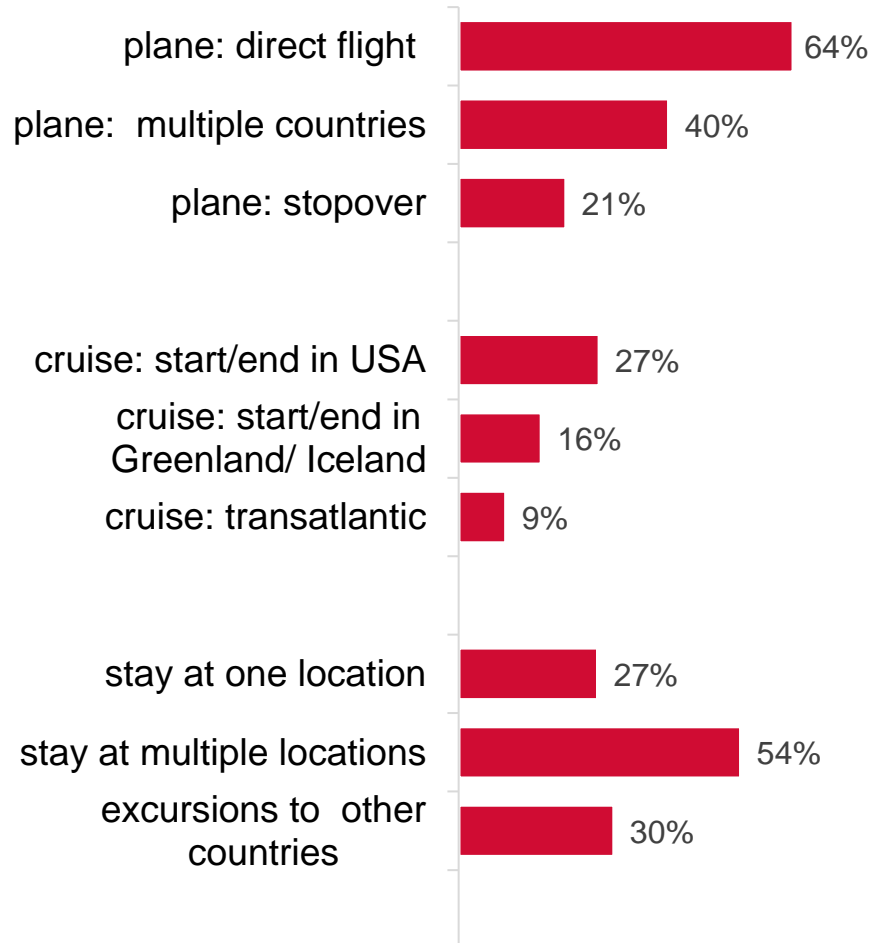 plane: direct flight 64%
plane:  multiple countries 40%
plane: stopover 21%
cruise: start/end in USA 27%
cruise: start/end in
Greenland/ Iceland 16%
cruise: transatlantic 9%
stay at one location 27%
stay at multiple locations 54%
excursions to  other
countries 30%